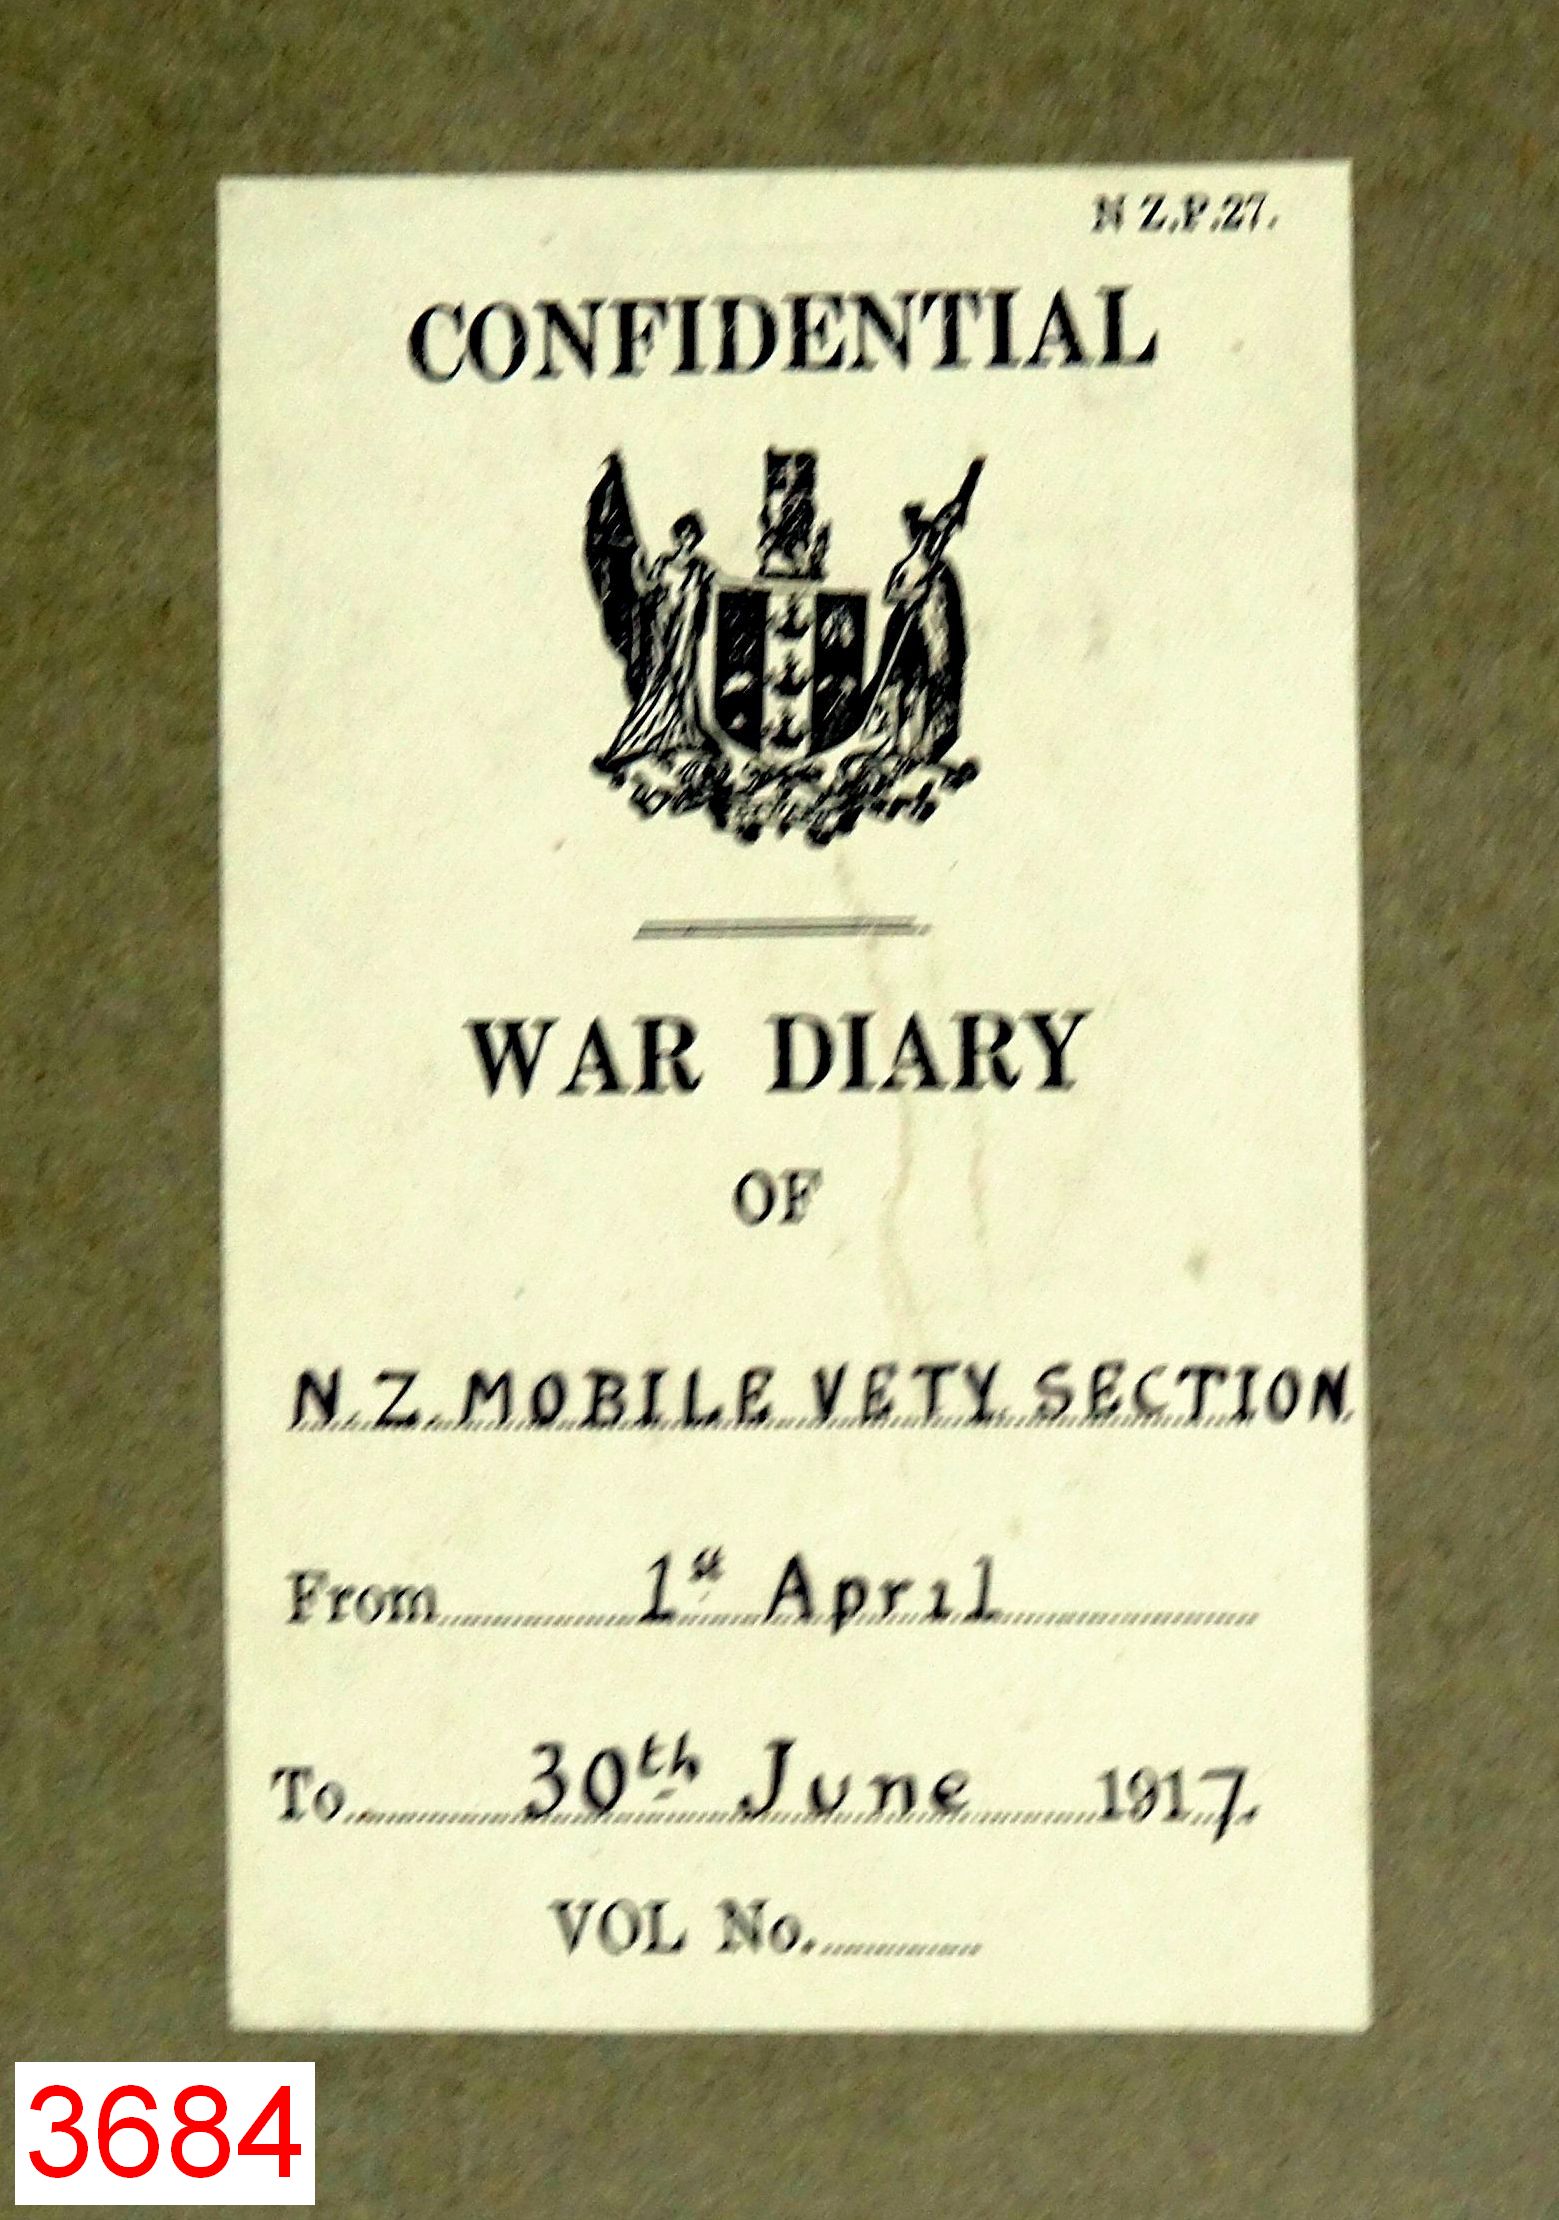 N Z.P.27.
CONFIDENTIAL
WAR DIARY
OF
N.Z. MOBILE VETY SECTION
From 1st April
To 30th June 1917.
VOL No.
3684